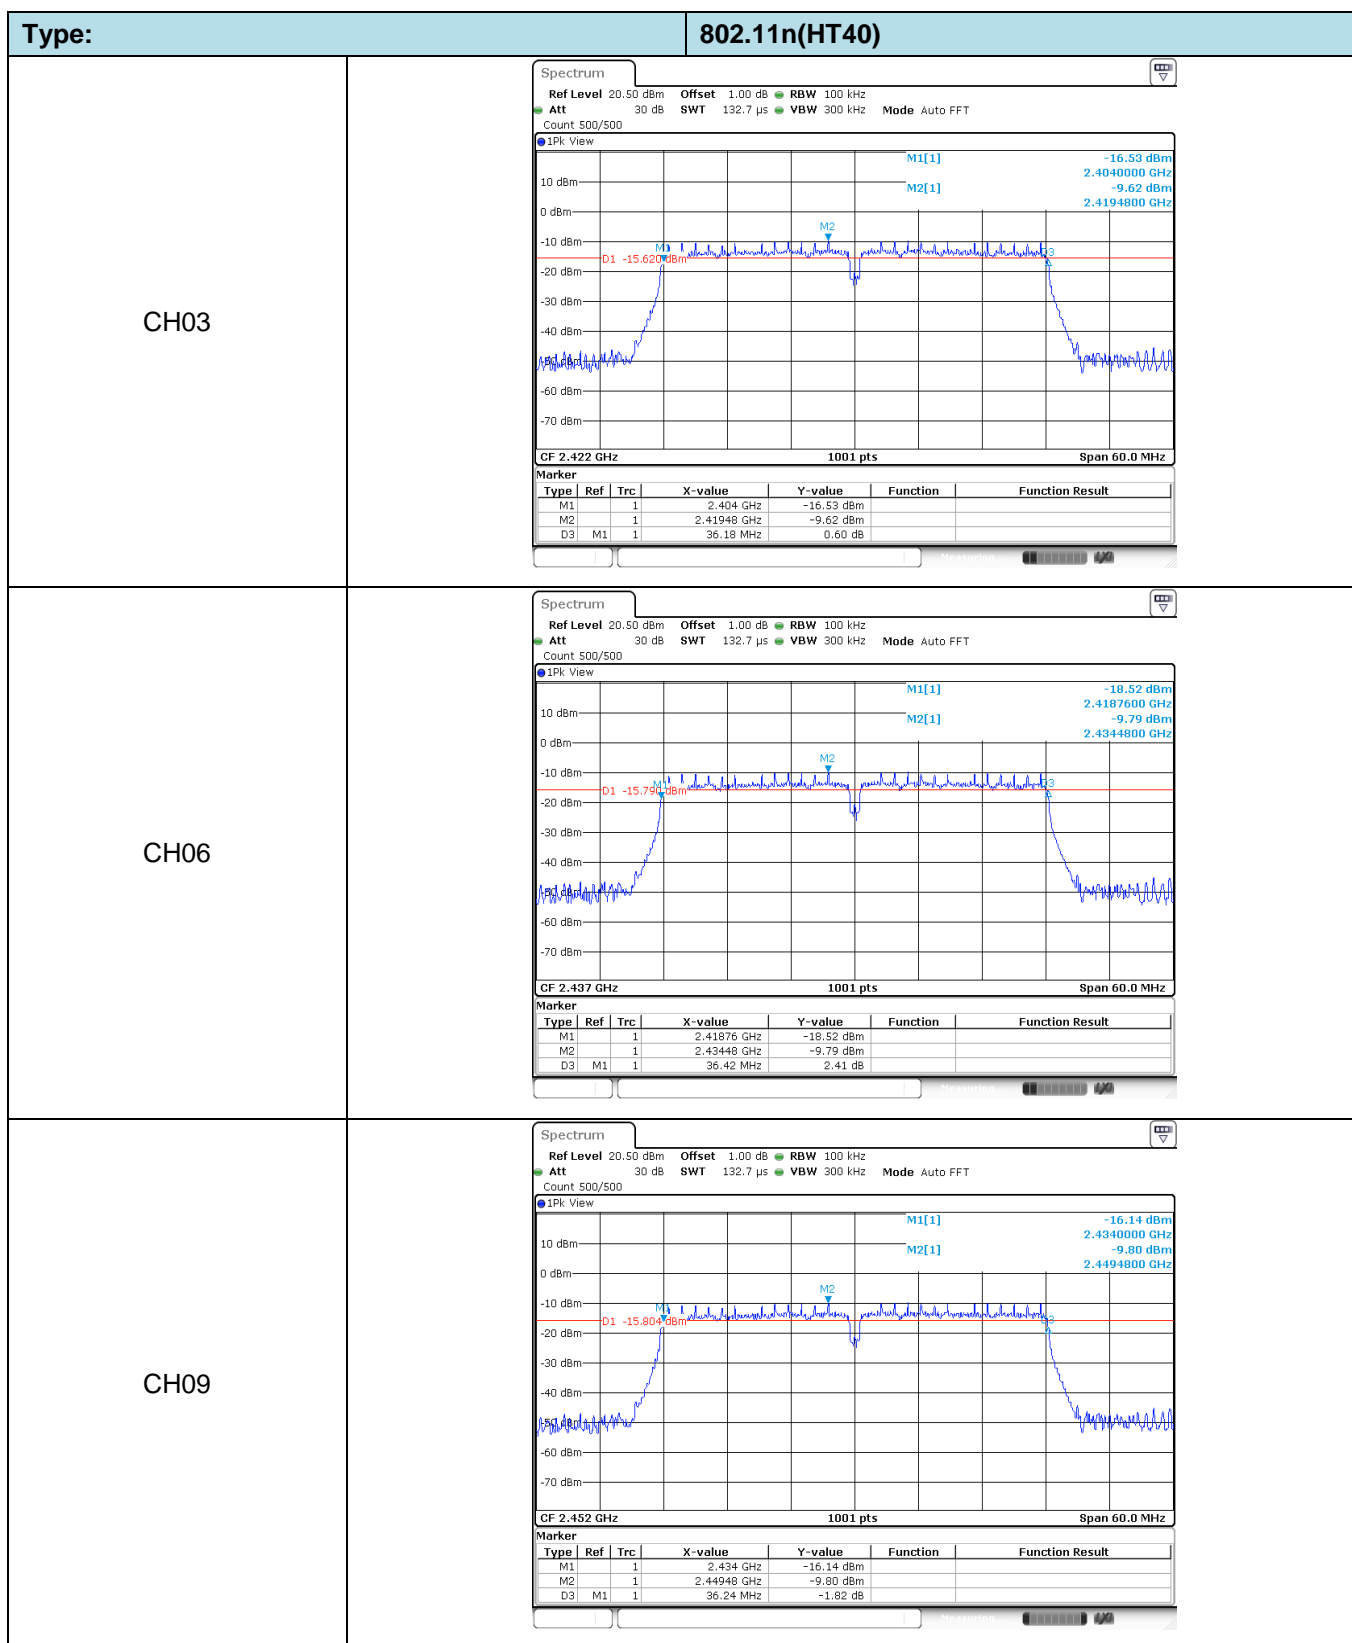 Type: 802.11n(HT40)
CH03
Spectrum
Ref Level 20.50 dBm Offset 1.00 dB RBW 100 kHz
Att 30 dB SWT 132.7 µs VBW 300 kHz Mode Auto FFT
Count 500/500
1Pk View
M1[1] -16.53 dBm
2.4040000 GHz
10 dBm
M2[1] -9.62 dBm
2.4194800 GHz
0 dBm
M2
-10 dBm
M1
D3
D1 -15.620 dBm
-20 dBm
-30 dBm
-40 dBm
-50 dBm
-60 dBm
-70 dBm
CF 2.422 GHz 1001 pts Span 60.0 MHz
Marker
Type Ref Trc X-value Y-value Function Function Result
M1 1 2.404 GHz -16.53 dBm
M2 1 2.41948 GHz -9.62 dBm
D3 M1 1 36.18 MHz 0.60 dB
Measuring...
CH06
Spectrum
Ref Level 20.50 dBm Offset 1.00 dB RBW 100 kHz
Att 30 dB SWT 132.7 µs VBW 300 kHz Mode Auto FFT
Count 500/500
1Pk View
M1[1] -18.52 dBm
2.4187600 GHz
10 dBm
M2[1] -9.79 dBm
2.4344800 GHz
0 dBm
M2
-10 dBm
M1
D3
D1 -15.790 dBm
-20 dBm
-30 dBm
-40 dBm
-50 dBm
-60 dBm
-70 dBm
CF 2.437 GHz 1001 pts Span 60.0 MHz
Marker
Type Ref Trc X-value Y-value Function Function Result
M1 1 2.41876 GHz -18.52 dBm
M2 1 2.43448 GHz -9.79 dBm
D3 M1 1 36.42 MHz 2.41 dB
Measuring...
CH09
Spectrum
Ref Level 20.50 dBm Offset 1.00 dB RBW 100 kHz
Att 30 dB SWT 132.7 µs VBW 300 kHz Mode Auto FFT
Count 500/500
1Pk View
M1[1] -16.14 dBm
2.4340000 GHz
10 dBm
M2[1] -9.80 dBm
2.4494800 GHz
0 dBm
M2
-10 dBm
M1
D3
D1 -15.804 dBm
-20 dBm
-30 dBm
-40 dBm
-50 dBm
-60 dBm
-70 dBm
CF 2.452 GHz 1001 pts Span 60.0 MHz
Marker
Type Ref Trc X-value Y-value Function Function Result
M1 1 2.434 GHz -16.14 dBm
M2 1 2.44948 GHz -9.80 dBm
D3 M1 1 36.24 MHz -1.82 dB
Measuring...